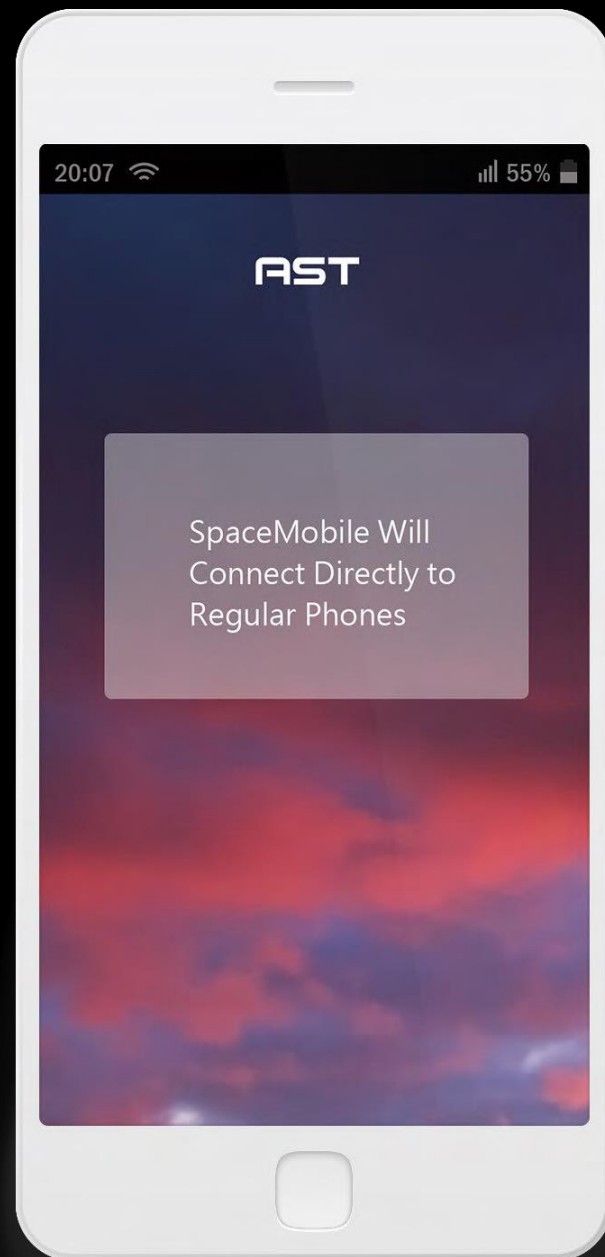 20:07
55%
AST
SpaceMobile Will
Connect Directly to
Regular Phones